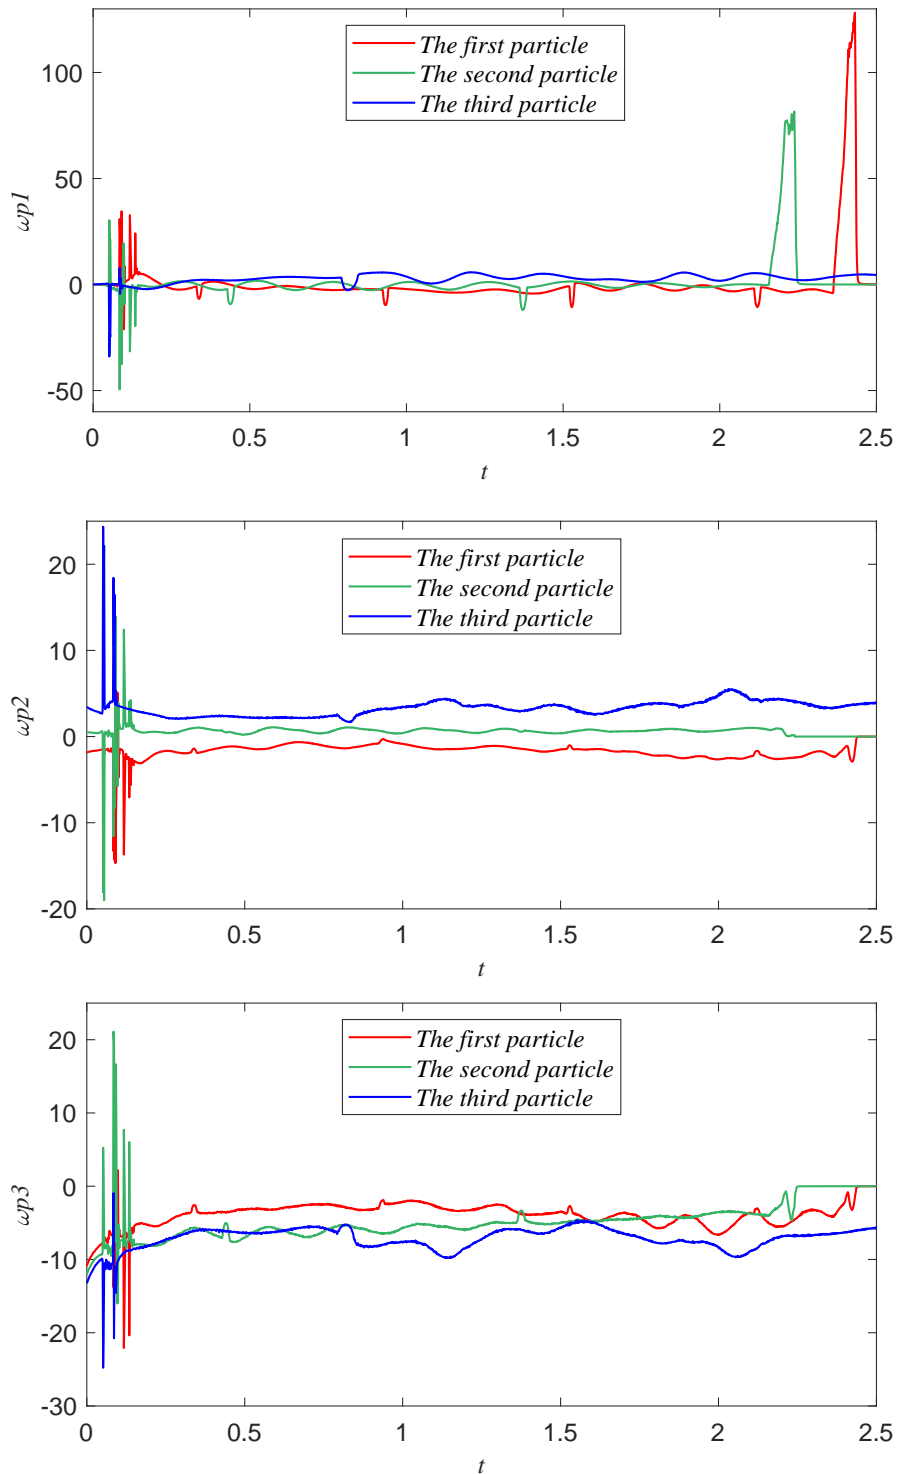 100
50
0
-50
ωp1
The first particle
The second particle
The third particle
0 0.5 1 1.5 2 2.5
t
20
10
0
-10
-20
ωp2
The first particle
The second particle
The third particle
0 0.5 1 1.5 2 2.5
t
20
10
0
-10
-20
-30
ωp3
The first particle
The second particle
The third particle
0 0.5 1 1.5 2 2.5
t